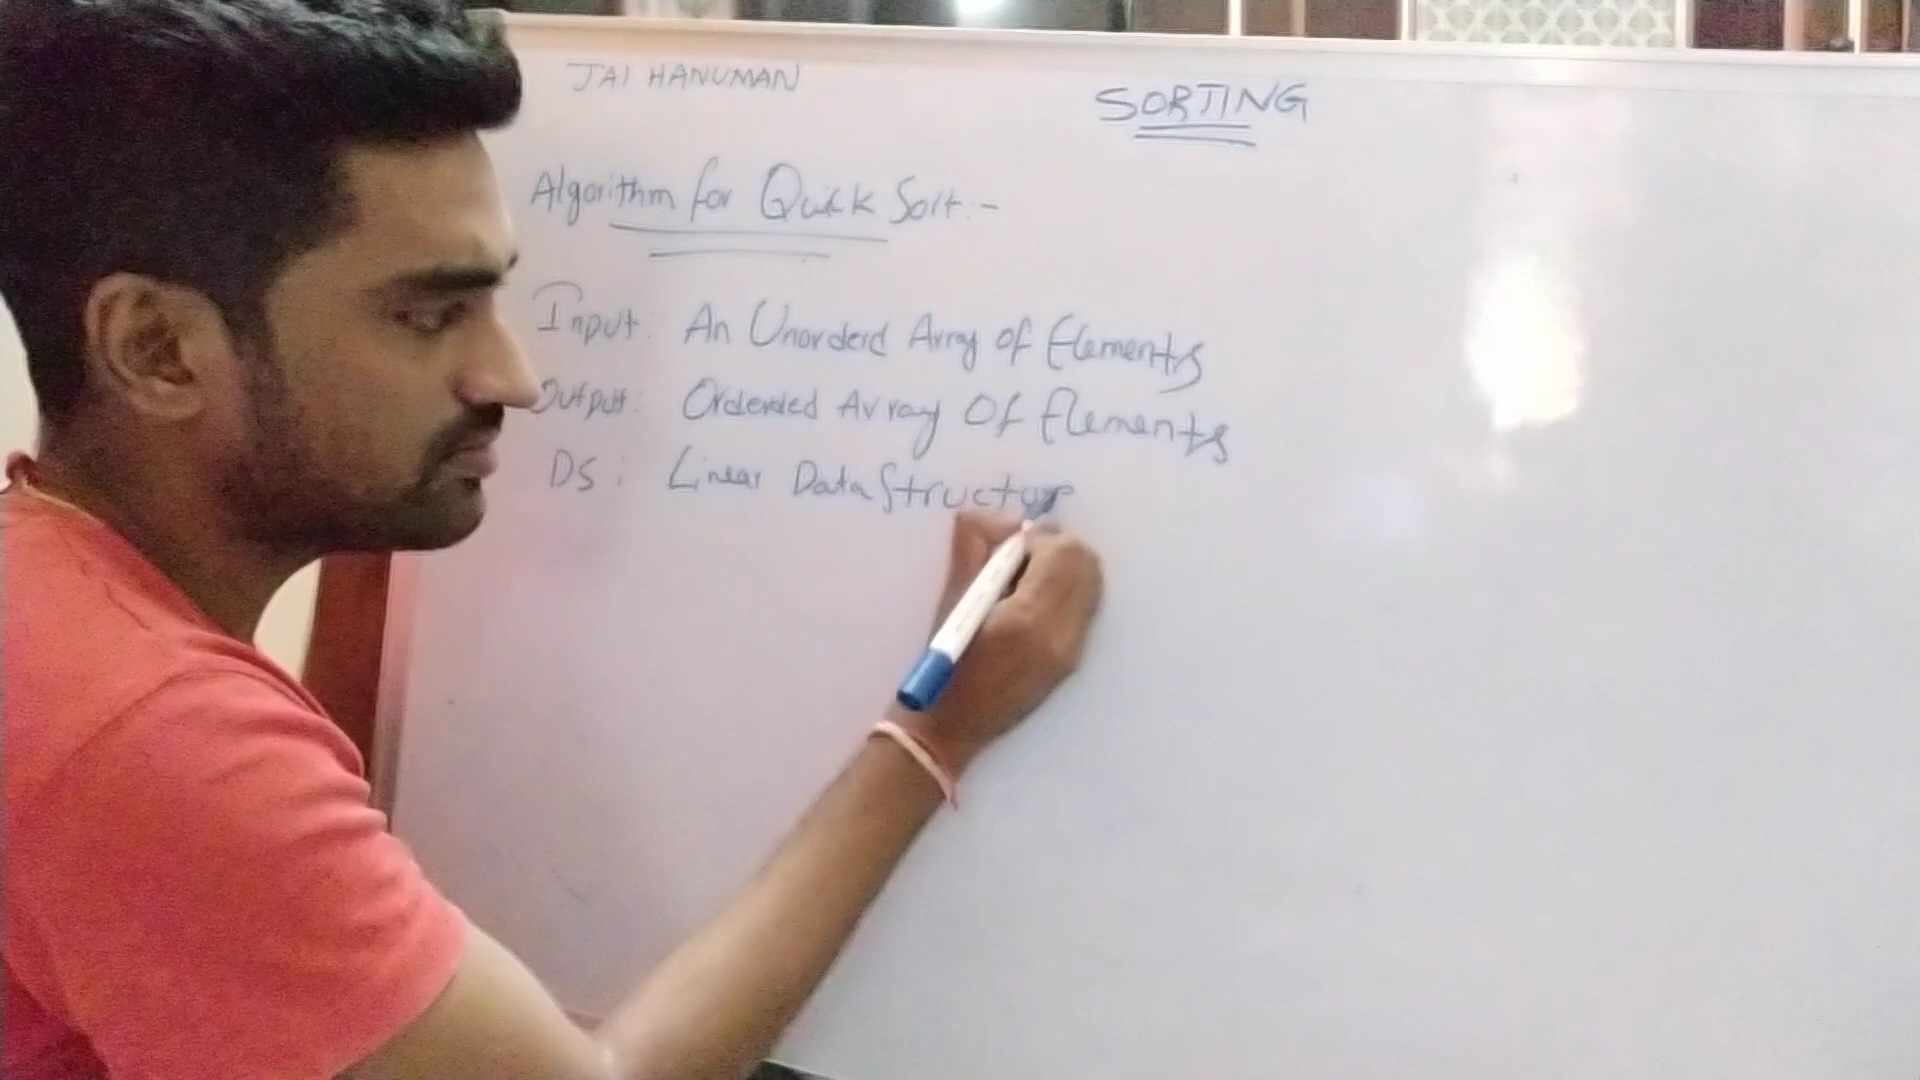 JAI HANUMAN
SORTING
Algorithm for Quick Sort:-
Input: An Unorderd Array of Elements
Output: Orderded Array Of Elements
DS: Linear Data Structure